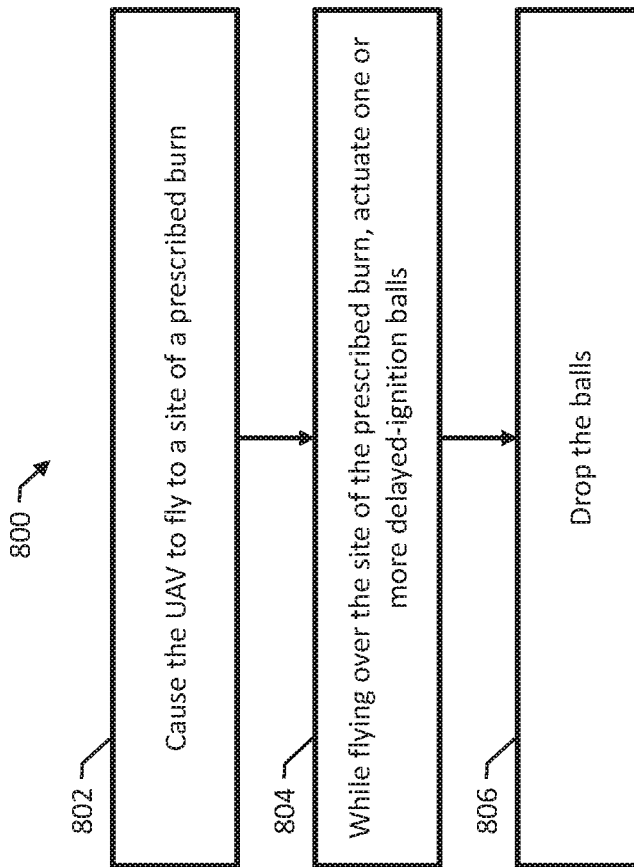 800
802
Cause the UAV to fly to a site of a prescribed burn
804
While flying over the site of the prescribed burn, actuate one or
more delayed-ignition balls
806
Drop the balls